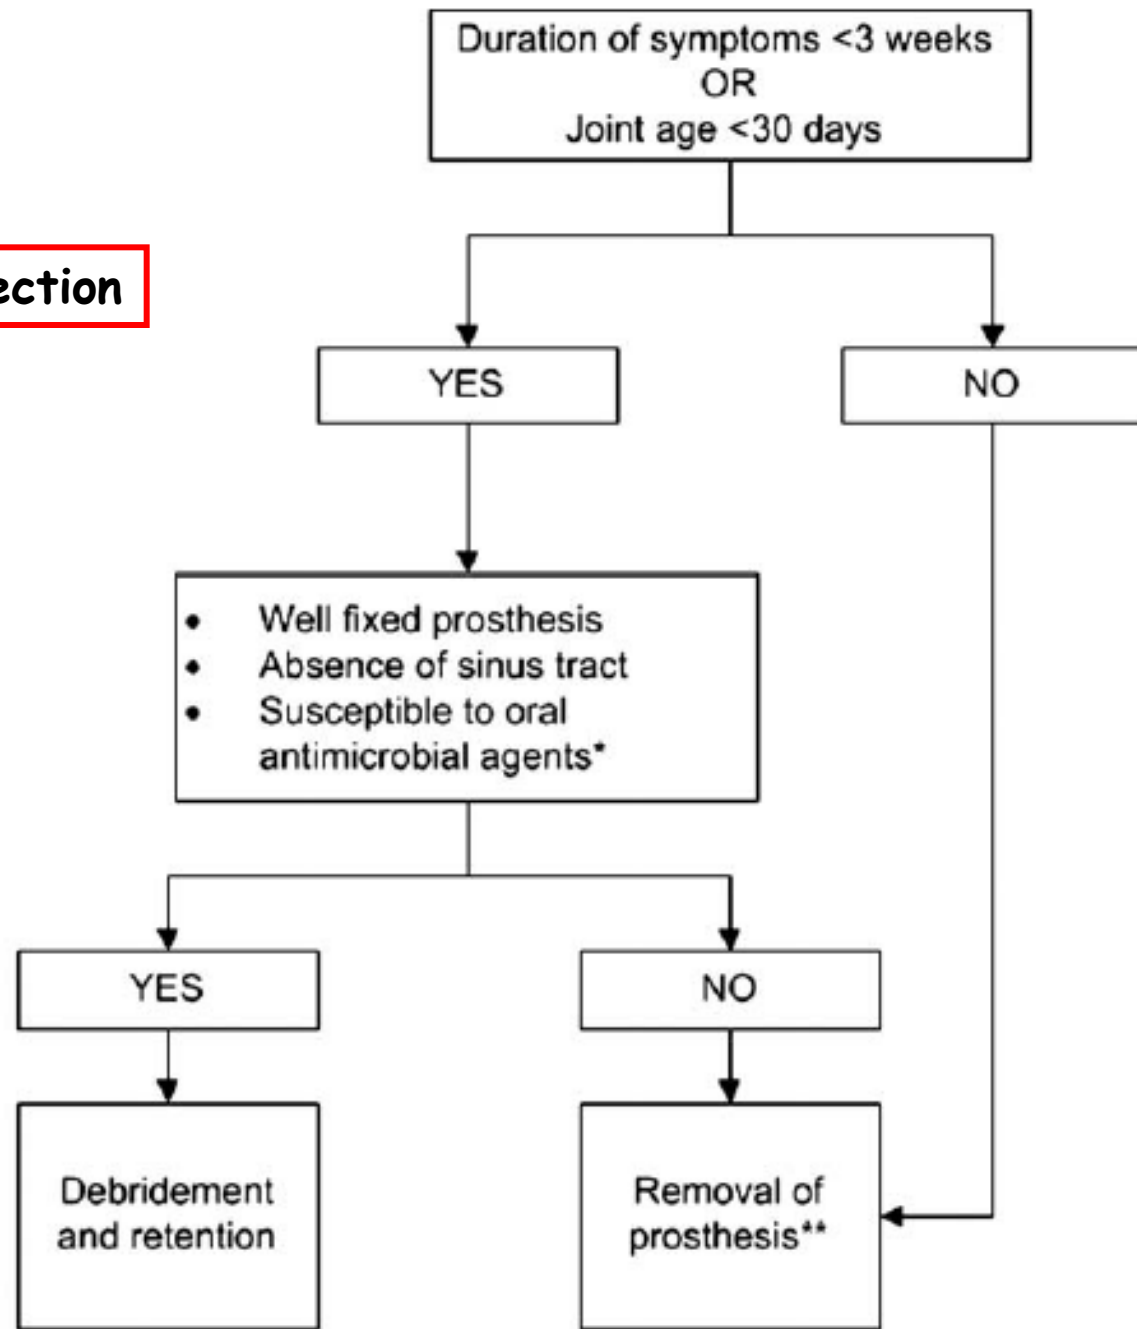 Duration of symptoms <3 weeks
OR
Joint age <30 days
ection
YES
NO
• Well fixed prosthesis
• Absence of sinus tract
• Susceptible to oral
antimicrobial agents*
YES
NO
Debridement
and retention
Removal of
prosthesis**